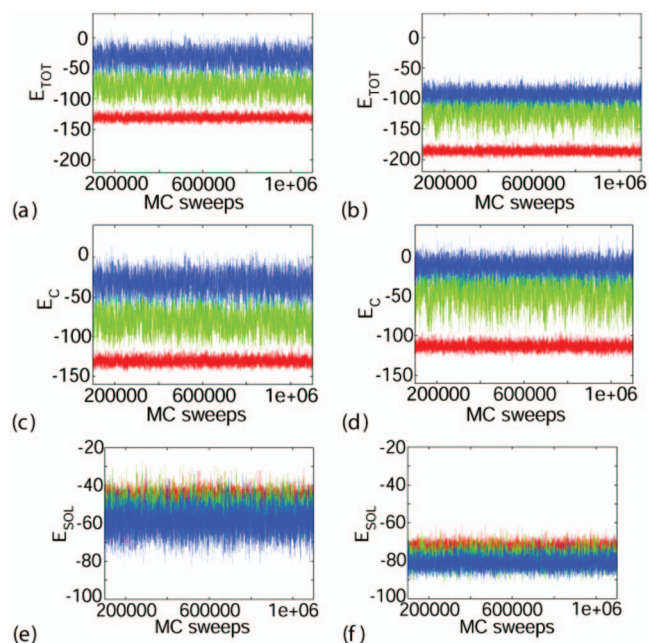 0
-50
-100
-150
-200
E_TOT
200000 600000 1e+06
MC sweeps
(a)
0
-50
-100
-150
-200
E_TOT
200000 600000 1e+06
MC sweeps
(b)
0
-50
-100
-150
E_C
200000 600000 1e+06
MC sweeps
(c)
0
-50
-100
-150
E_C
200000 600000 1e+06
MC sweeps
(d)
-20
-40
-60
-80
-100
E_SOL
200000 600000 1e+06
MC sweeps
(e)
-20
-40
-60
-80
-100
E_SOL
200000 600000 1e+06
MC sweeps
(f)